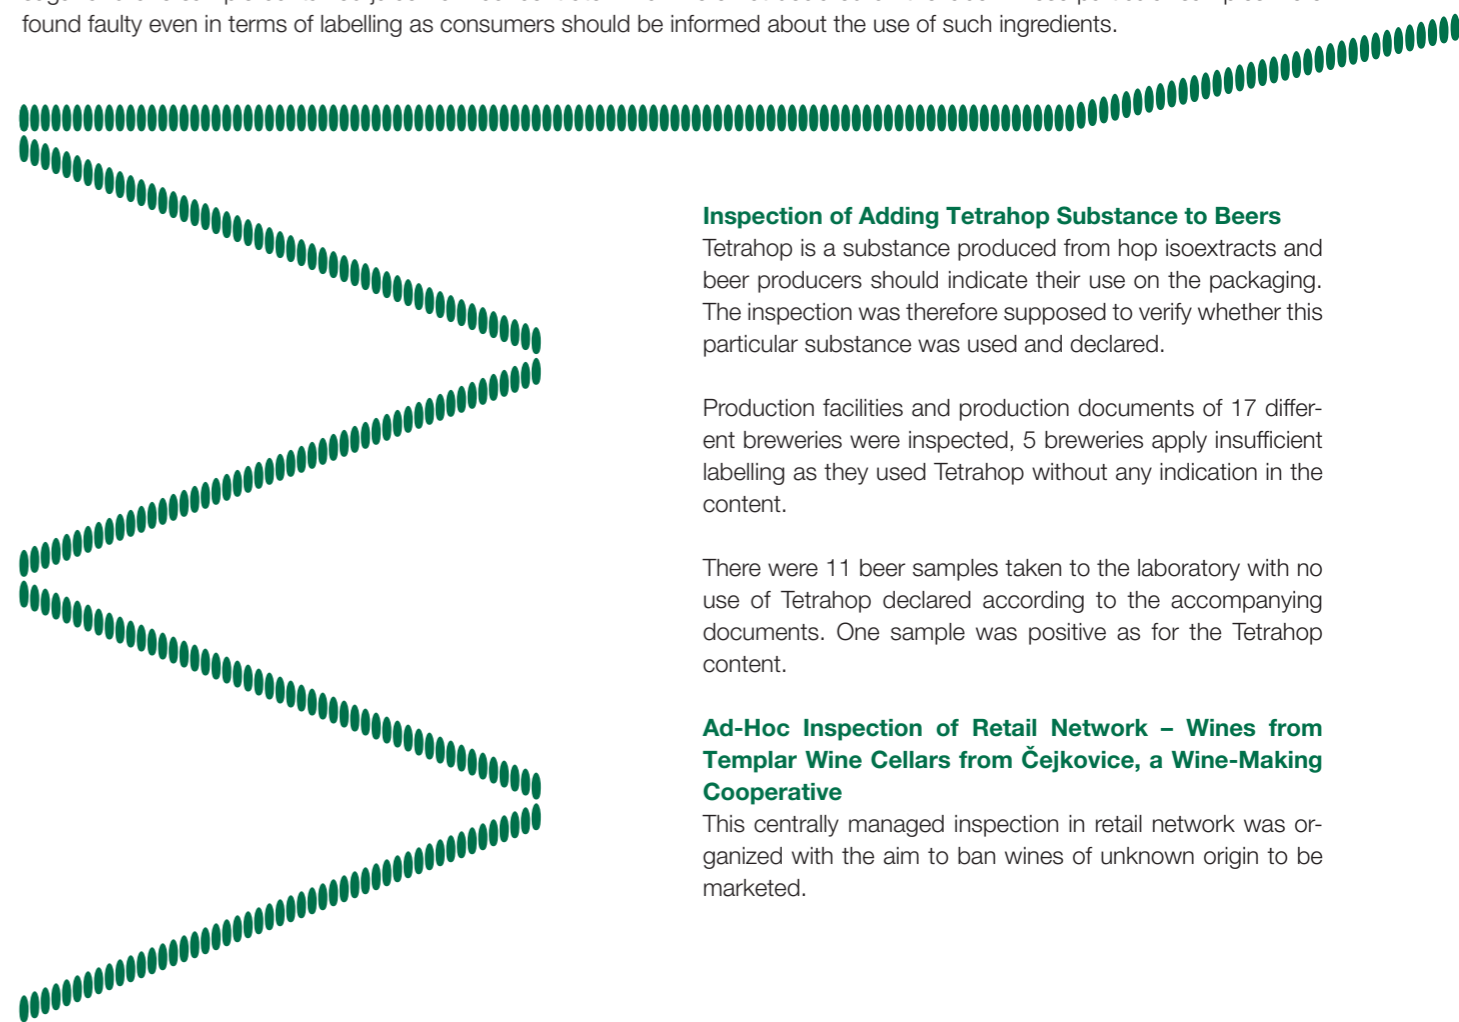 found faulty even in terms of labelling as consumers should be informed about the use of such ingredients.
Inspection of Adding Tetrahop Substance to Beers
Tetrahop is a substance produced from hop isoextracts and
beer producers should indicate their use on the packaging.
The inspection was therefore supposed to verify whether this
particular substance was used and declared.
Production facilities and production documents of 17 differ-
ent breweries were inspected, 5 breweries apply insufficient
labelling as they used Tetrahop without any indication in the
content.
There were 11 beer samples taken to the laboratory with no
use of Tetrahop declared according to the accompanying
documents. One sample was positive as for the Tetrahop
content.
Ad-Hoc Inspection of Retail Network – Wines from
Templar Wine Cellars from Čejkovice, a Wine-Making
Cooperative
This centrally managed inspection in retail network was or-
ganized with the aim to ban wines of unknown origin to be
marketed.